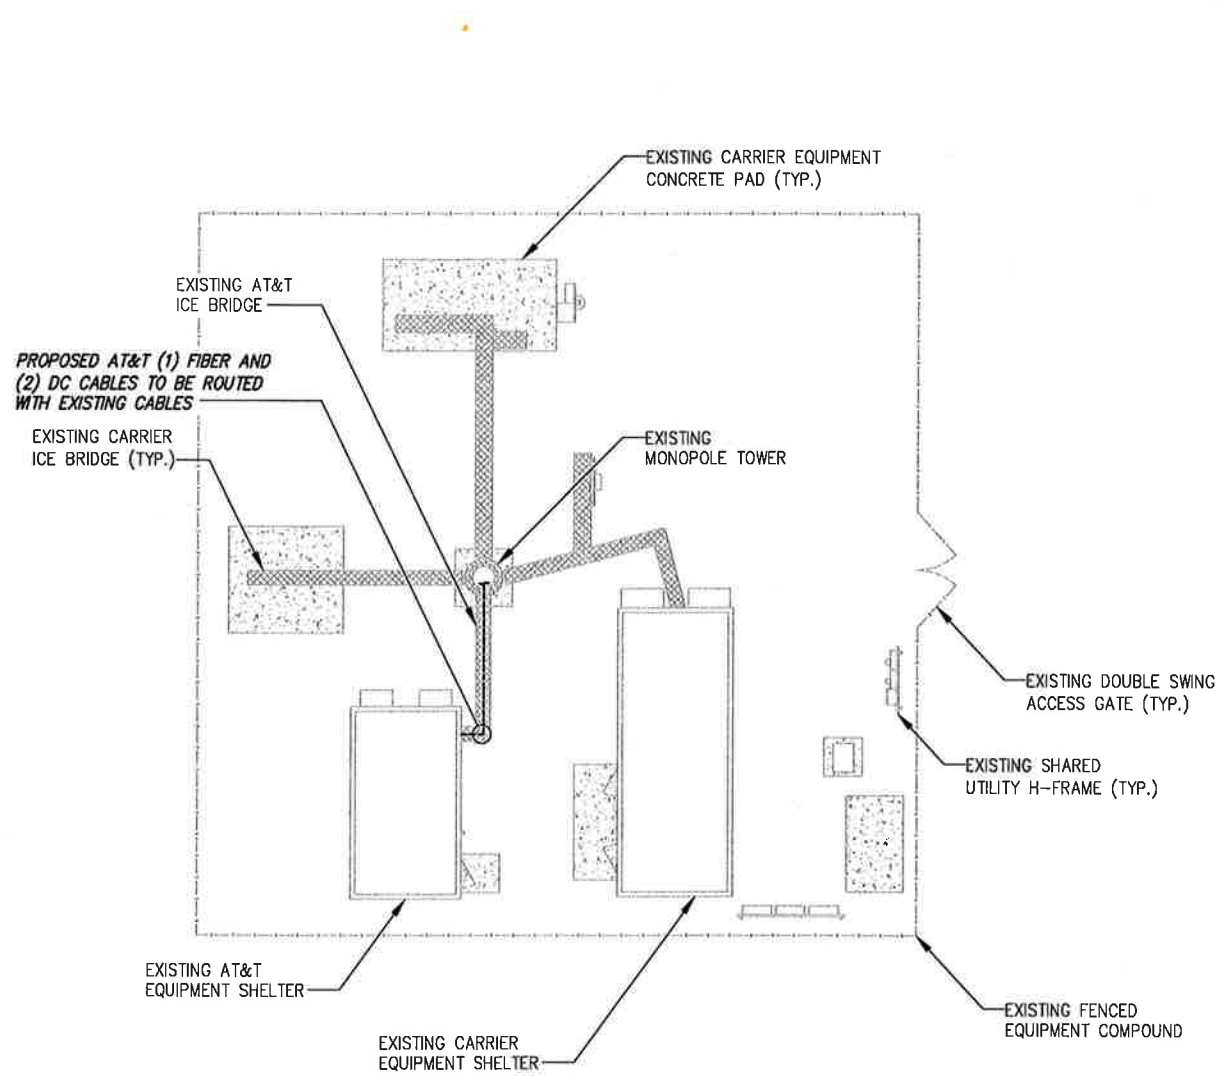 EXISTING CARRIER EQUIPMENT
CONCRETE PAD (TYP.)
EXISTING AT&T
ICE BRIDGE
PROPOSED AT&T (1) FIBER AND
(2) DC CABLES TO BE ROUTED
WITH EXISTING CABLES
EXISTING CARRIER
ICE BRIDGE (TYP.)
EXISTING
MONOPOLE TOWER
EXISTING DOUBLE SWING
ACCESS GATE (TYP.)
EXISTING SHARED
UTILITY H-FRAME (TYP.)
EXISTING AT&T
EQUIPMENT SHELTER
EXISTING FENCED
EQUIPMENT COMPOUND
EXISTING CARRIER
EQUIPMENT SHELTER